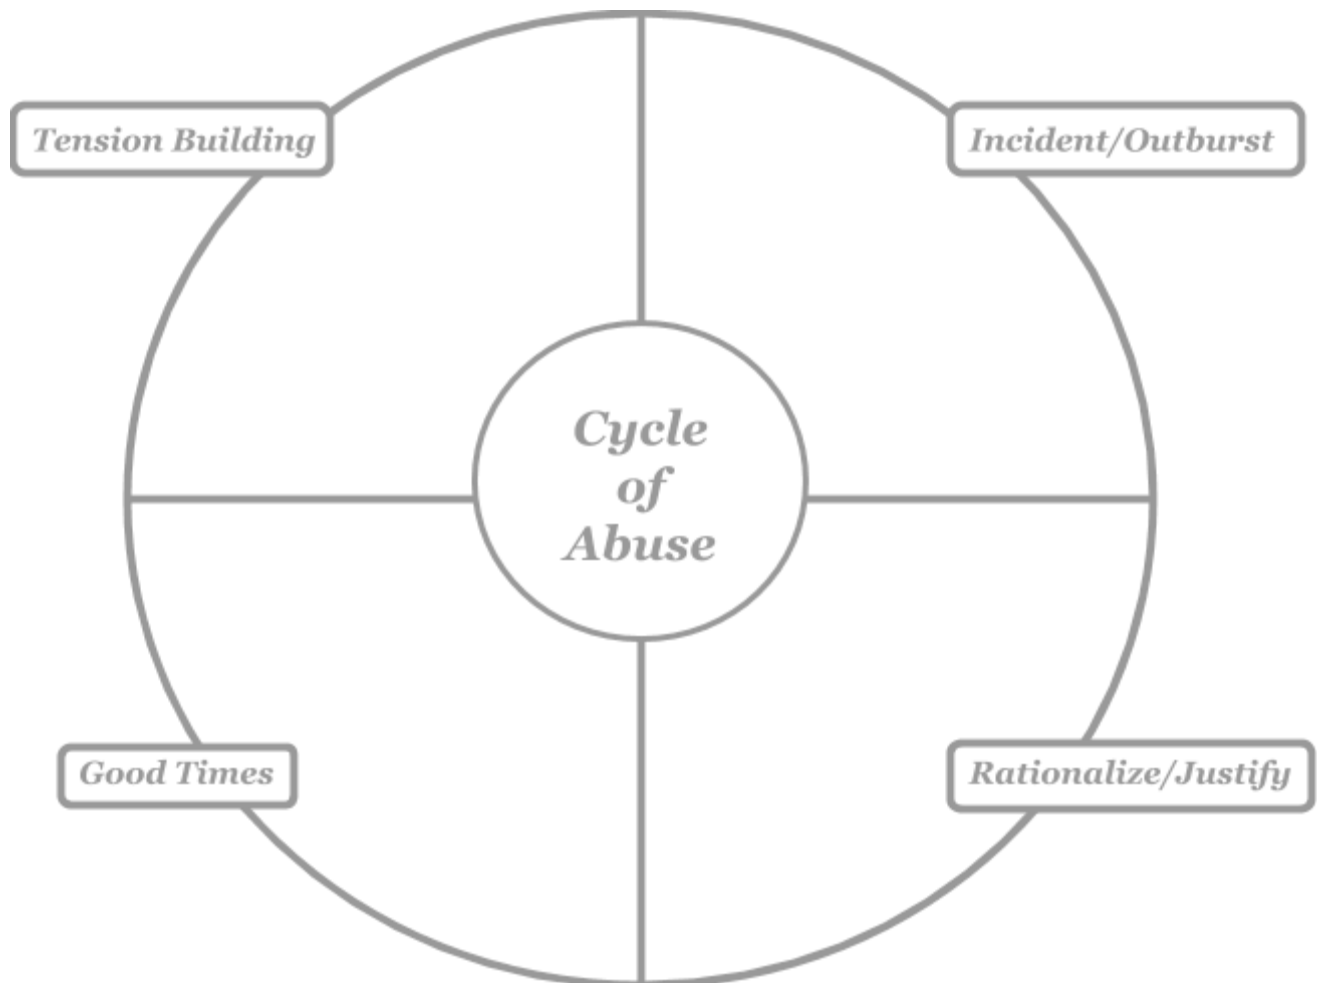 Tension Building
Incident/Outburst
Cycle
of
Abuse
Good Times
Rationalize/Justify